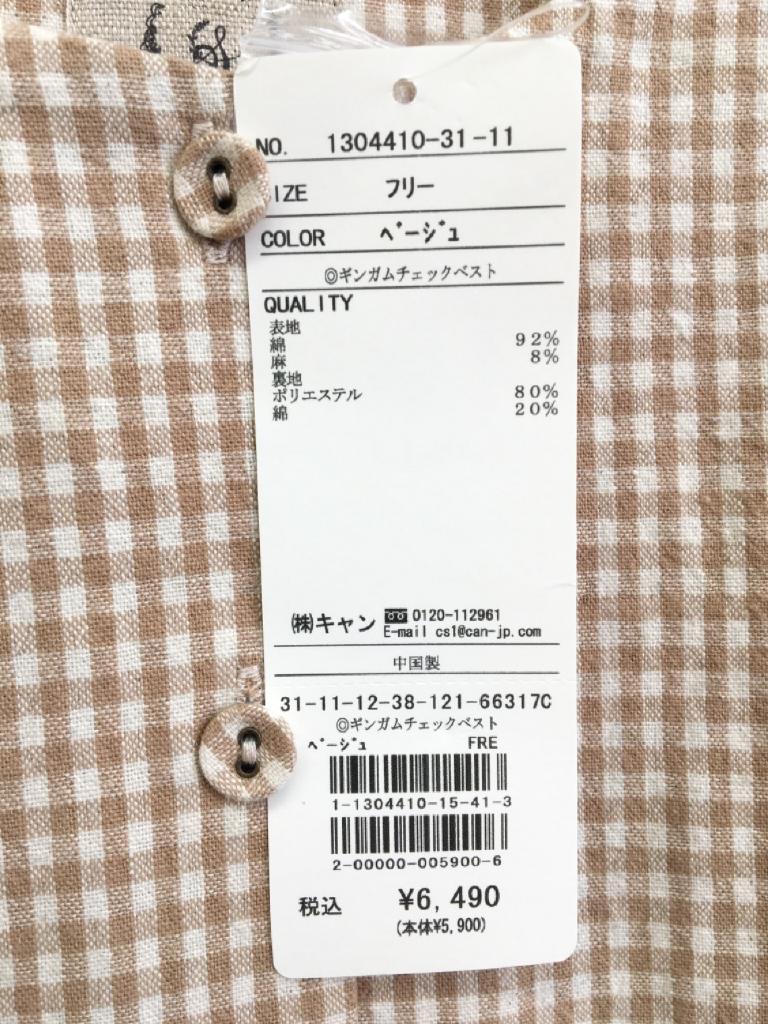 NO. 1304410-31-11
IZE フリー
COLOR ﾍﾞｰｼﾞｭ
◎ギンガムチェックベスト
QUALITY
表地
綿 92%
麻 8%
裏地
ポリエステル 80%
綿 20%
㈱キャン 0120-112961
E-mail cs1@can-jp.com
中国製
31-11-12-38-121-66317C
◎ギンガムチェックベスト
ﾍﾞｰｼﾞｭ FRE
1-1304410-15-41-3
2-00000-005900-6
税込 ¥6,490
(本体¥5,900)